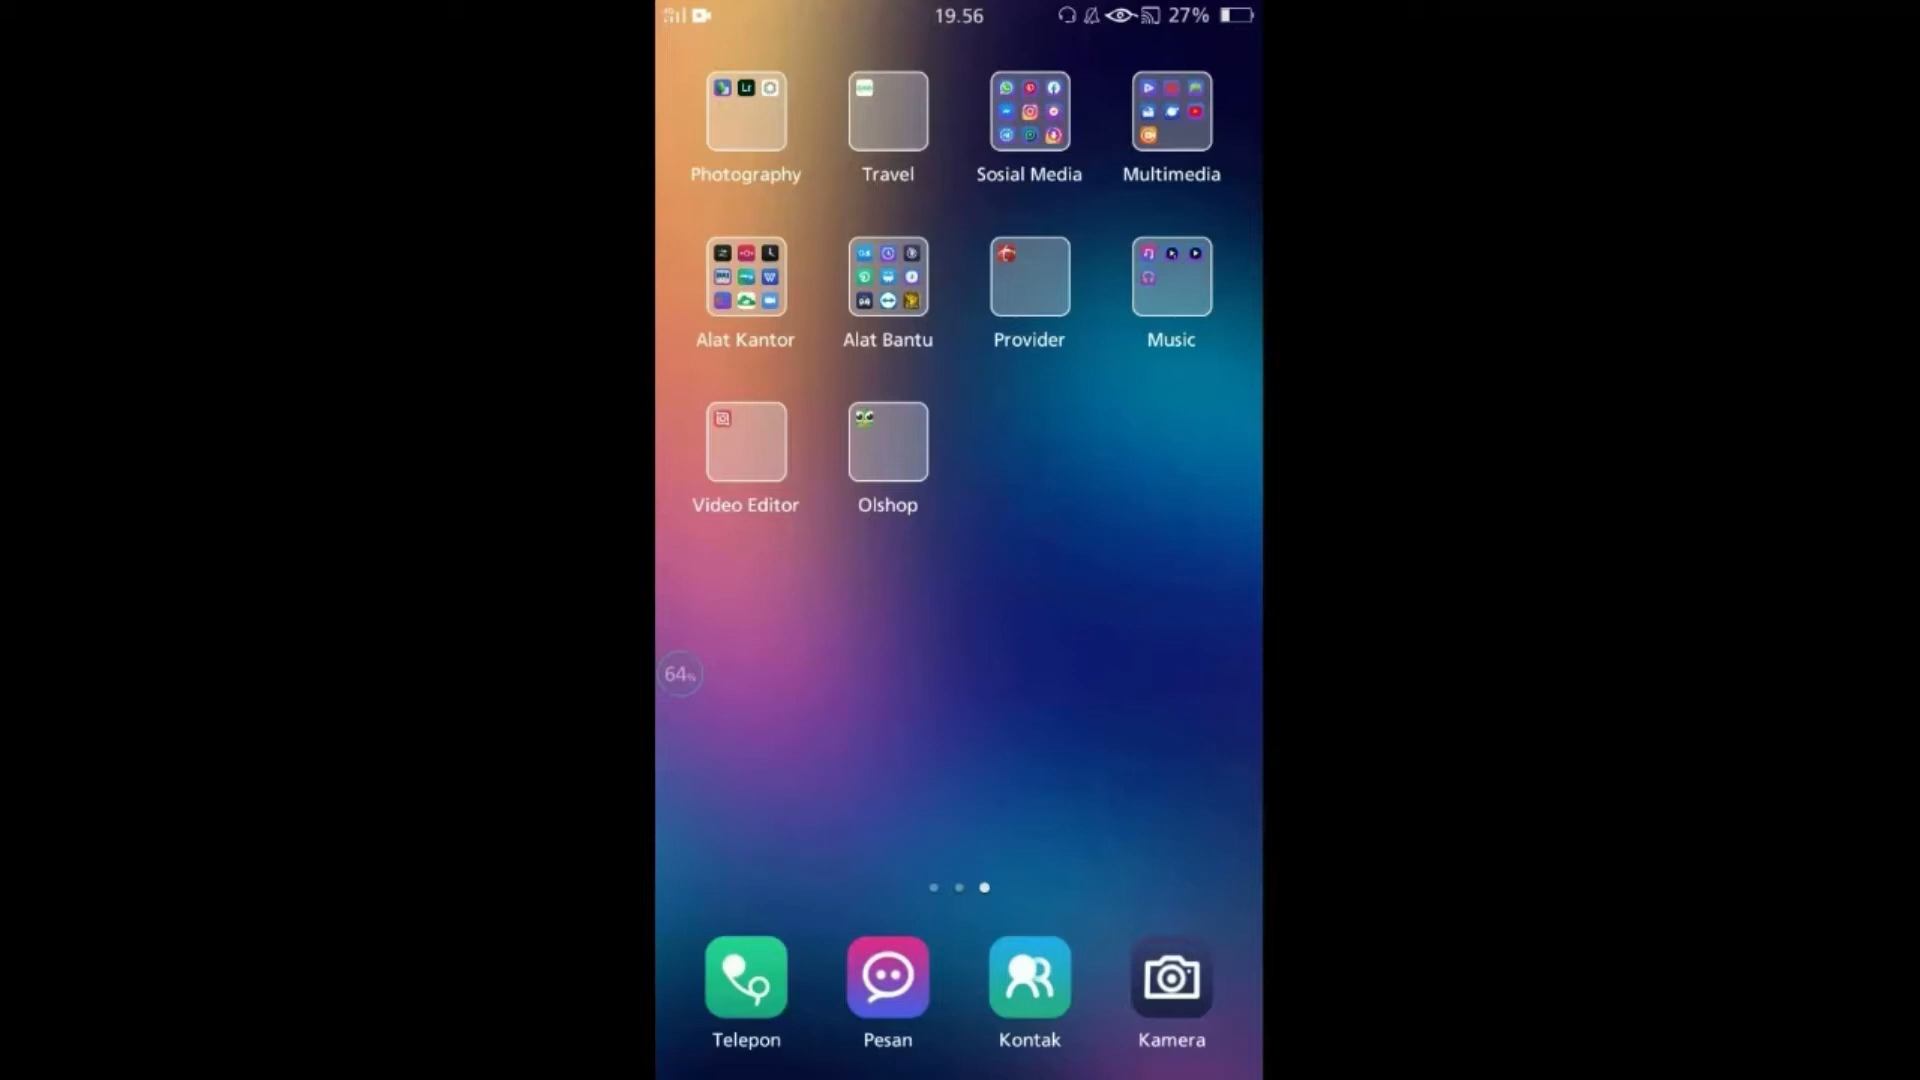 19.56 27%
Lr
Photography Travel Sosial Media Multimedia
Alat Kantor Alat Bantu Provider Music
Video Editor Olshop
64%
Telepon Pesan Kontak Kamera